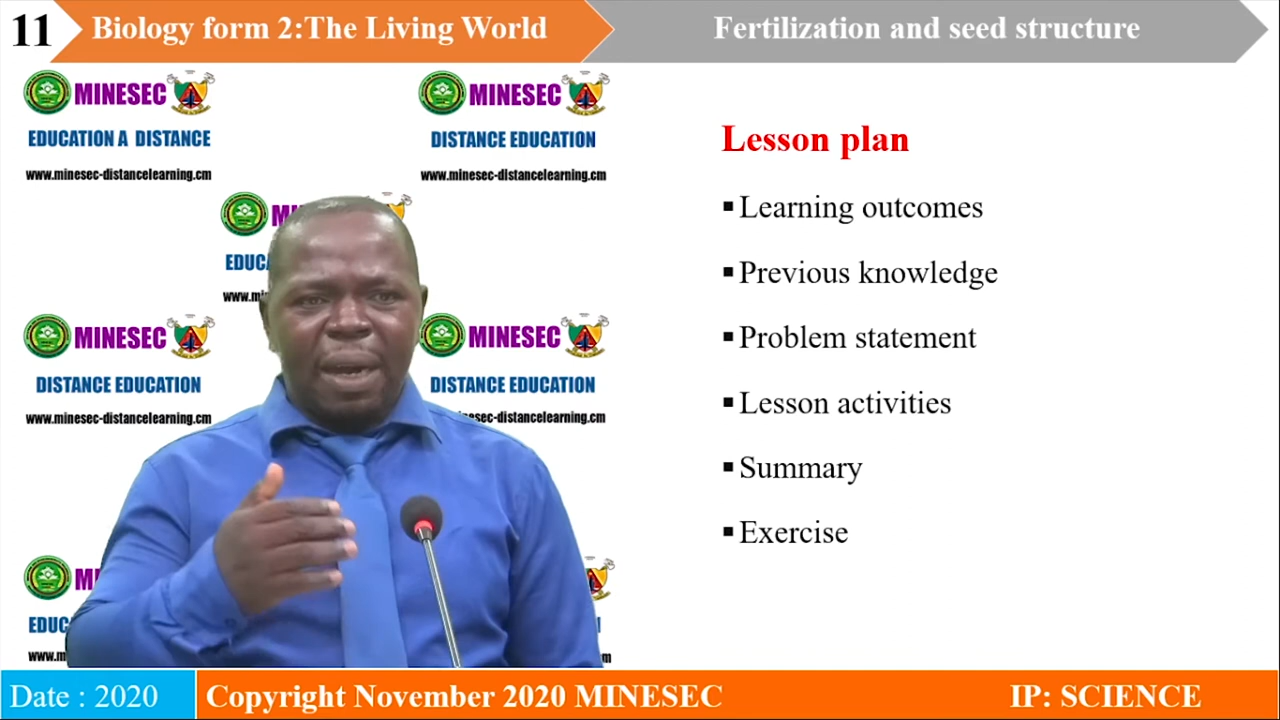 11
Biology form 2:The Living World
Fertilization and seed structure
MINESEC
EDUCATION A DISTANCE
www.minesec-distancelearning.cm
MINESEC
DISTANCE EDUCATION
www.minesec-distancelearning.cm
MINESEC
DISTANCE EDUCATION
www.minesec-distancelearning.cm
MINESEC
DISTANCE EDUCATION
Lesson plan
▪Learning outcomes
▪Previous knowledge
▪Problem statement
▪Lesson activities
▪Summary
▪Exercise
Date : 2020
Copyright November 2020 MINESEC
IP: SCIENCE